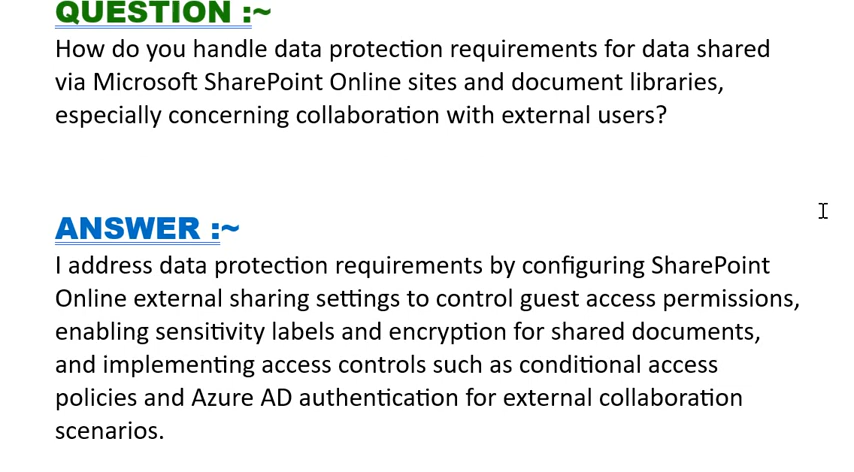 QUESTION :~
How do you handle data protection requirements for data shared
via Microsoft SharePoint Online sites and document libraries,
especially concerning collaboration with external users?
ANSWER :~
I address data protection requirements by configuring SharePoint
Online external sharing settings to control guest access permissions,
enabling sensitivity labels and encryption for shared documents,
and implementing access controls such as conditional access
policies and Azure AD authentication for external collaboration
scenarios.